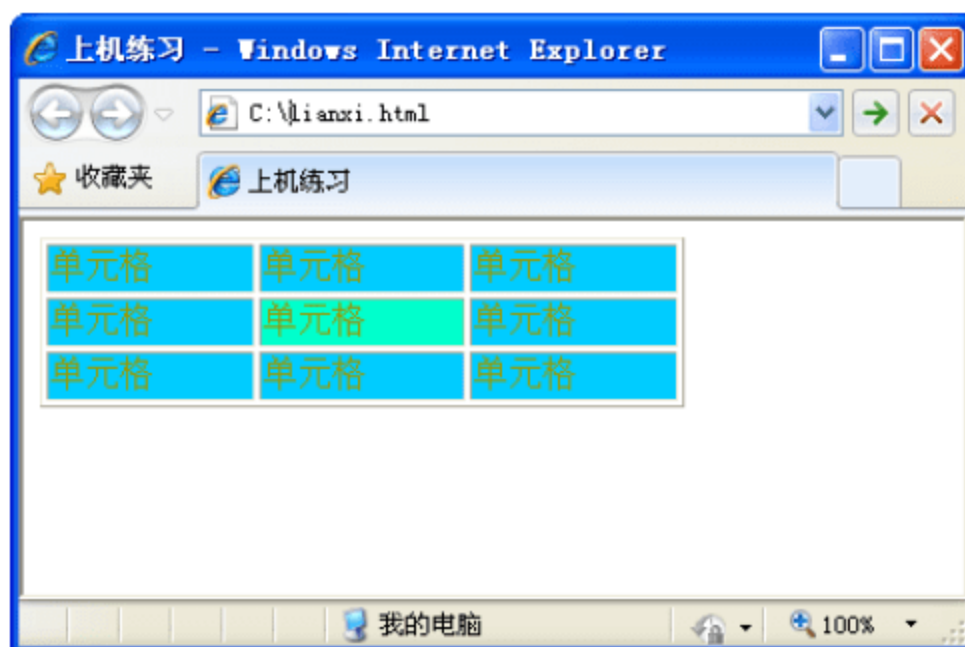 上机练习 - Windows Internet Explorer
C:\lianxi.html
收藏夹 上机练习
单元格 单元格 单元格
单元格 单元格 单元格
单元格 单元格 单元格
我的电脑 100%